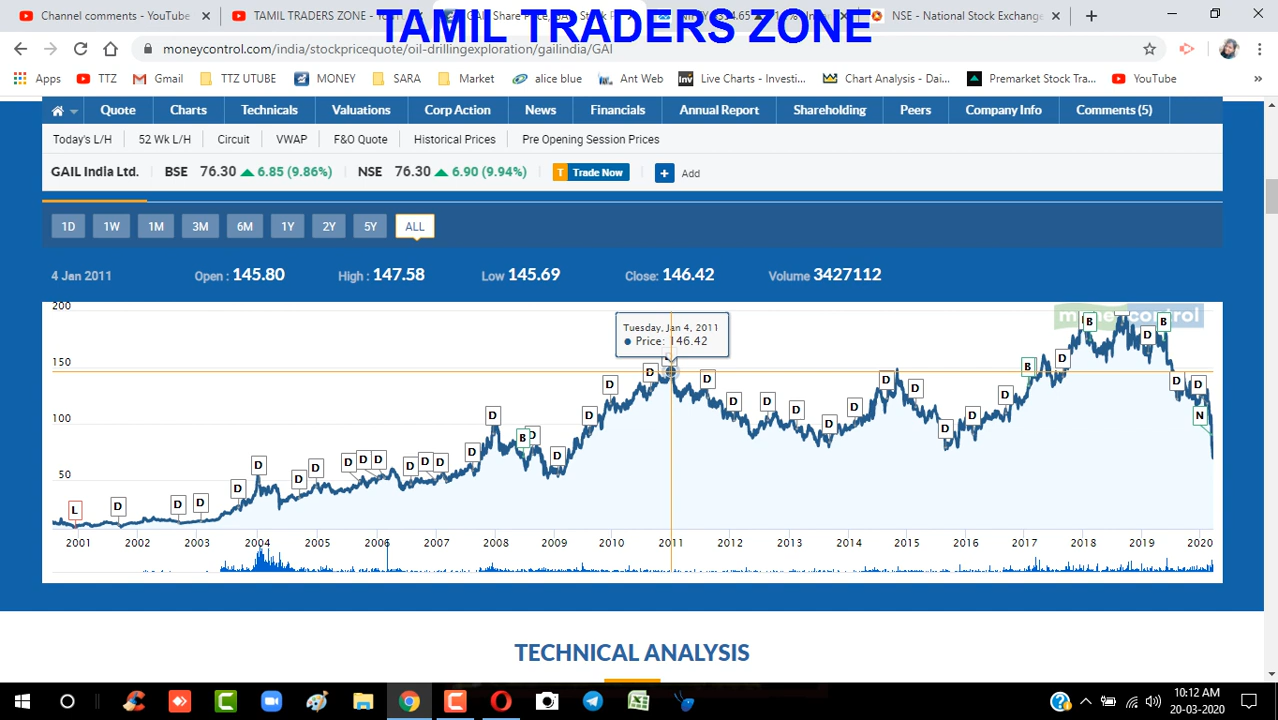 Channel comments - YouTube
TAMIL TRADERS ZONE - YouTu
GAIL Share Price, GAIL Stock P
NSE - National Stock Exchange
TAMIL TRADERS ZONE
moneycontrol.com/india/stockpricequote/oil-drillingexploration/gailindia/GAI
Apps TTZ Gmail TTZ UTUBE MONEY SARA Market alice blue Ant Web Live Charts - Investi... Chart Analysis - Dai... Premarket Stock Tra... YouTube »
Quote Charts Technicals Valuations Corp Action News Financials Annual Report Shareholding Peers Company Info Comments (5)
Today's L/H 52 Wk L/H Circuit VWAP F&O Quote Historical Prices Pre Opening Session Prices
GAIL India Ltd. BSE 76.30 6.85 (9.86%) NSE 76.30 6.90 (9.94%) T Trade Now + Add
1D 1W 1M 3M 6M 1Y 2Y 5Y ALL
4 Jan 2011 Open : 145.80 High : 147.58 Low 145.69 Close: 146.42 Volume 3427112
200
moneycontrol
Tuesday, Jan 4, 2011
Price: 146.42
150
100
50
L D D D D D D D D D D D D D D D B D D D D D D D D D D D D D D D D D B D B B D D D N
2001 2002 2003 2004 2005 2006 2007 2008 2009 2010 2011 2012 2013 2014 2015 2016 2017 2018 2019 2020
TECHNICAL ANALYSIS
10:12 AM
20-03-2020